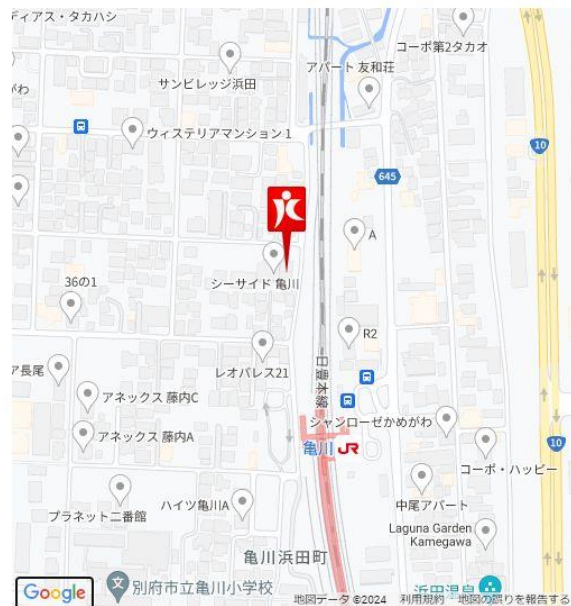 ディアス・タカハシ
コーポ第2タカオ
サンビレッジ浜田
アパート 友和荘
がわ
ウィステリアマンション 1
10
645
A
シーサイド 亀川
36の1
R2
レオパレス21
日豊本線
ア長尾
アネックス 藤内C
シャンローゼかめがわ
アネックス 藤内A
亀川
JR
10
コーポ・ハッピー
中尾アパート
プラネット二番館
ハイツ亀川A
Laguna Garden
Kamegawa
亀川浜田町
Google
別府市立亀川小学校
浜田温泉
地図データ ©2024
利用規約
地図の誤りを報告する